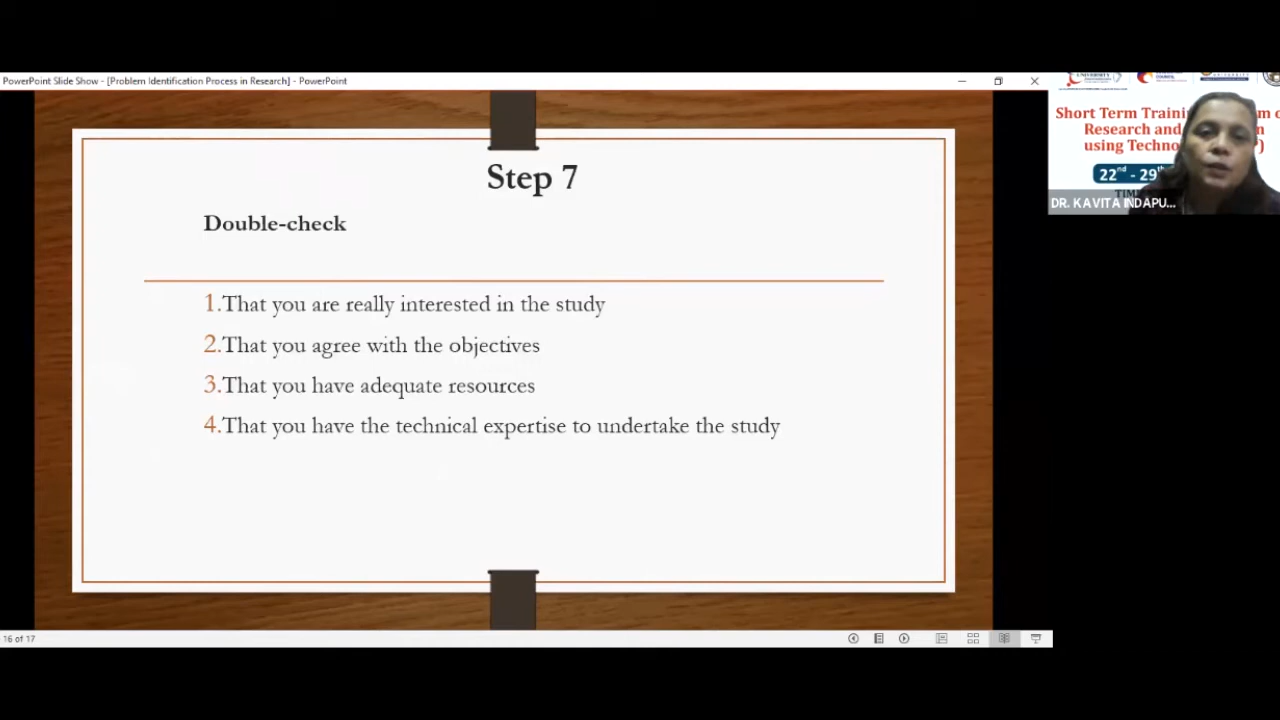 PowerPoint Slide Show - [Problem Identification Process in Research] - PowerPoint
Step 7
Double-check
1.That you are really interested in the study
2.That you agree with the objectives
3.That you have adequate resources
4.That you have the technical expertise to undertake the study
16 of 17
UNIVERSITY
Short Term Traini
Research and
using Techno
22nd - 29th
DR. KAVITA INDAPU...